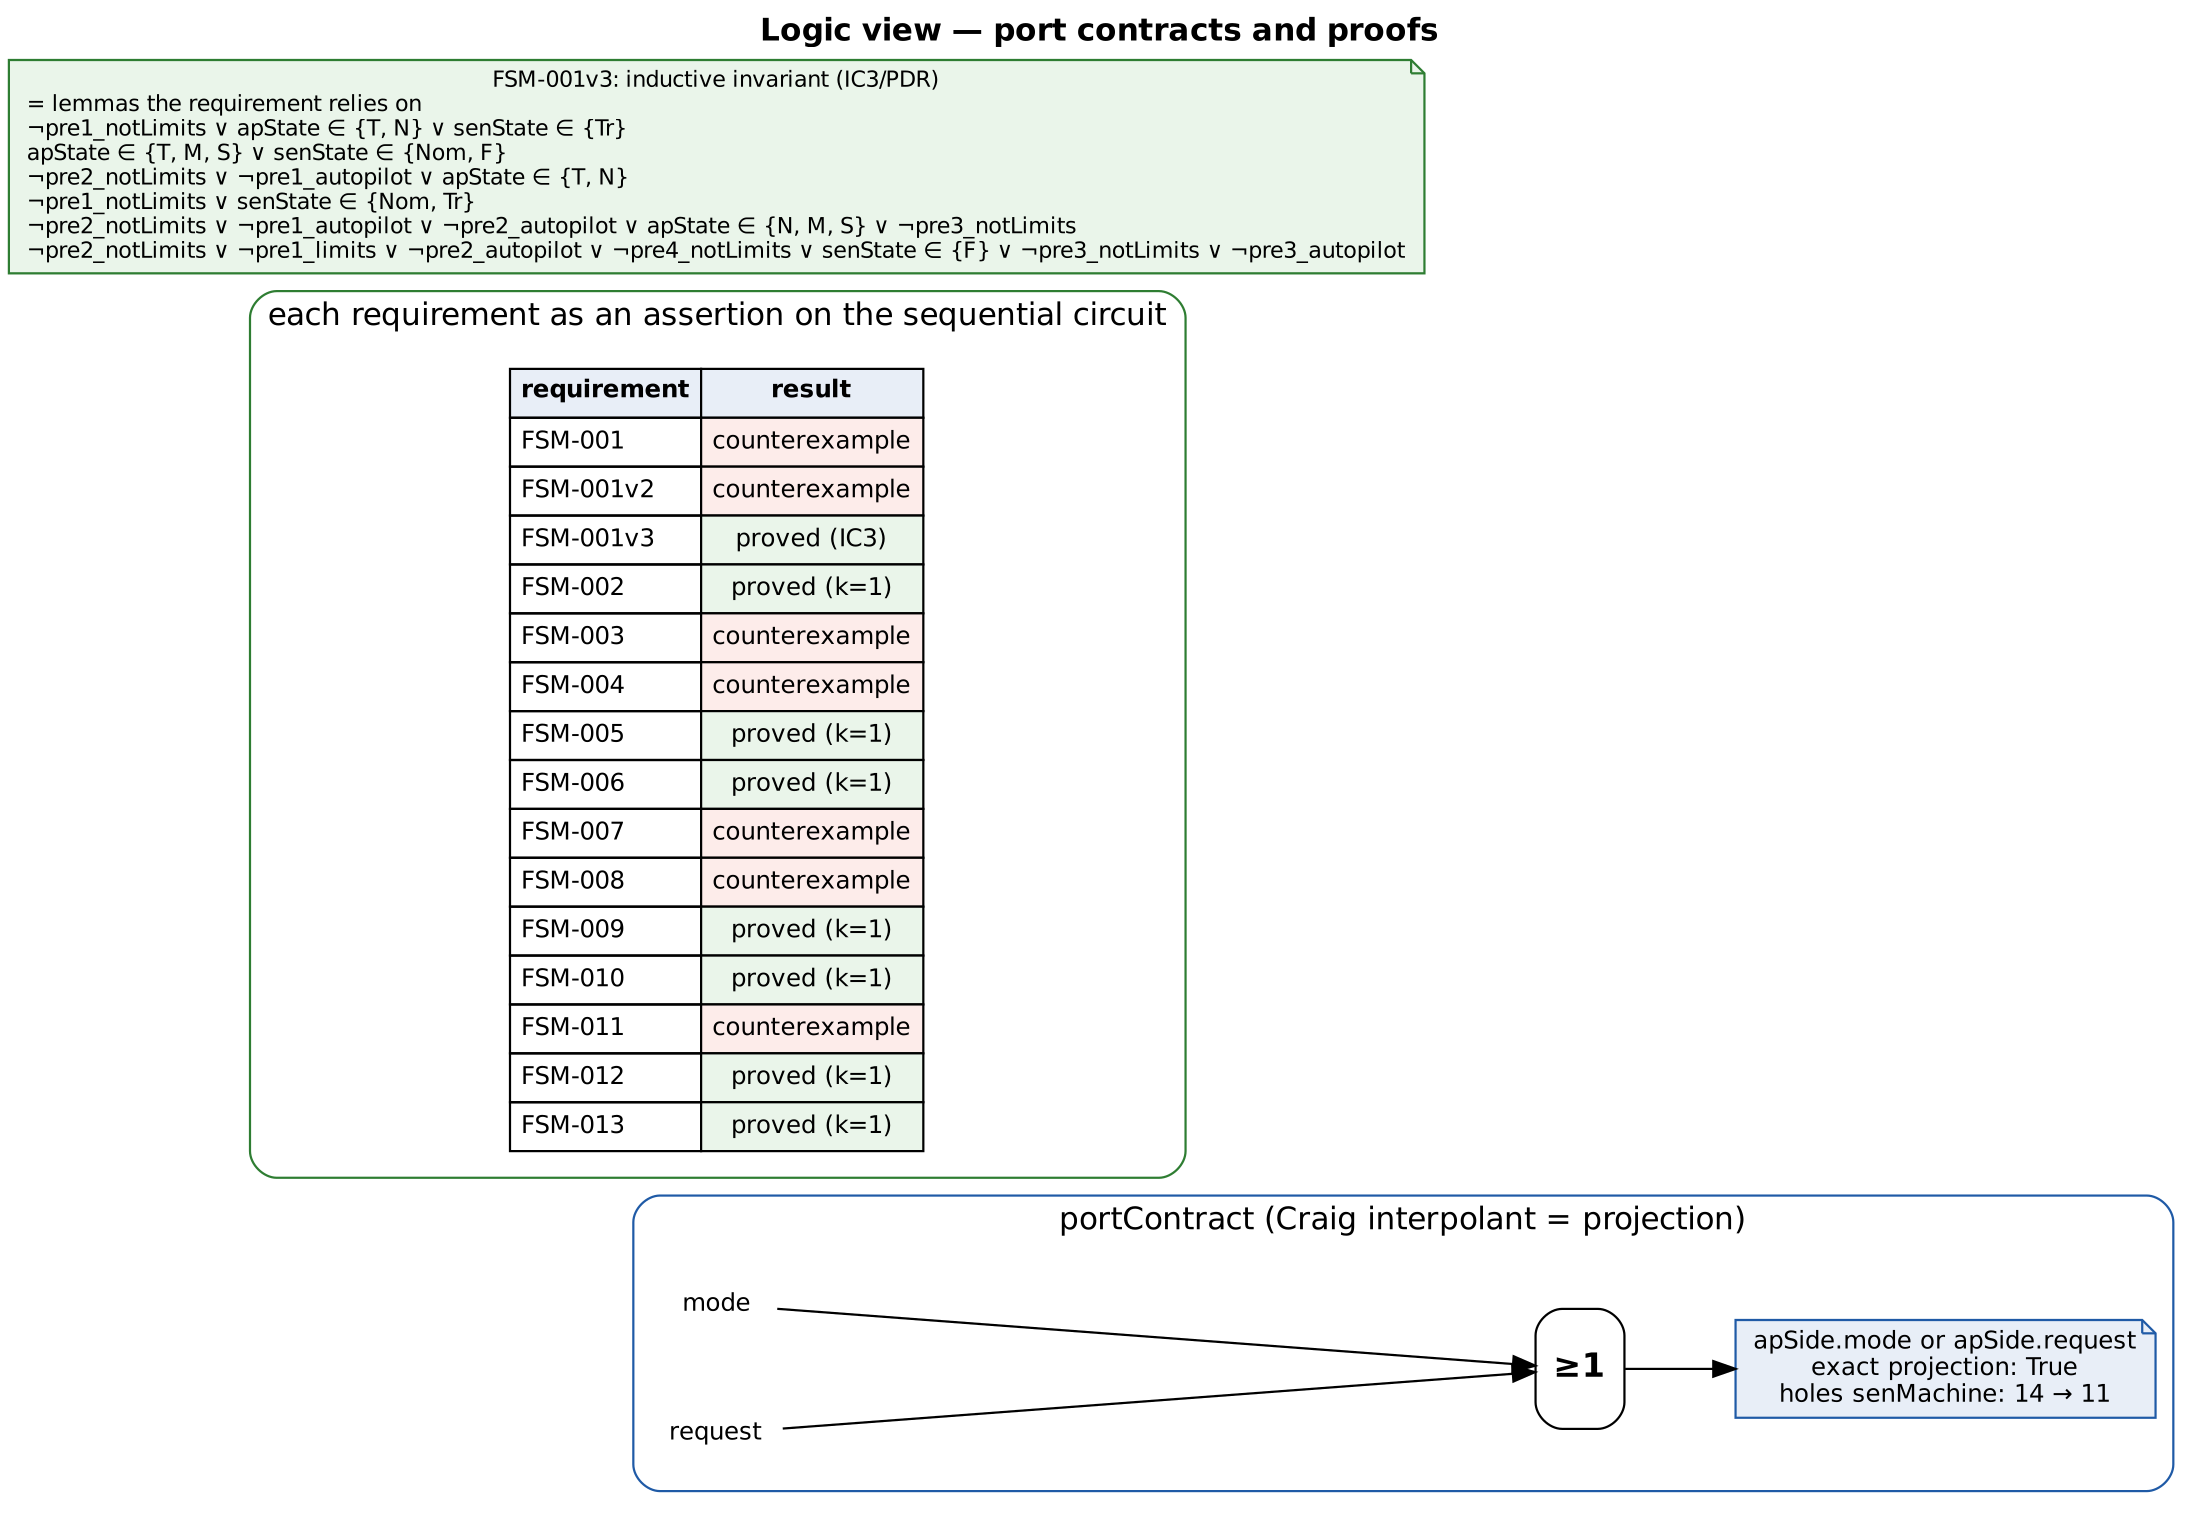 Logic view — port contracts and proofs
FSM-001v3: inductive invariant (IC3/PDR)
= lemmas the requirement relies on
¬pre1_notLimits ∨ apState ∈ {T, N} ∨ senState ∈ {Tr}
apState ∈ {T, M, S} ∨ senState ∈ {Nom, F}
¬pre2_notLimits ∨ ¬pre1_autopilot ∨ apState ∈ {T, N}
¬pre1_notLimits ∨ senState ∈ {Nom, Tr}
¬pre2_notLimits ∨ ¬pre1_autopilot ∨ ¬pre2_autopilot ∨ apState ∈ {N, M, S} ∨ ¬pre3_notLimits
¬pre2_notLimits ∨ ¬pre1_limits ∨ ¬pre2_autopilot ∨ ¬pre4_notLimits ∨ senState ∈ {F} ∨ ¬pre3_notLimits ∨ ¬pre3_autopilot
each requirement as an assertion on the sequential circuit
requirement result
FSM-001 counterexample
FSM-001v2 counterexample
FSM-001v3 proved (IC3)
FSM-002 proved (k=1)
FSM-003 counterexample
FSM-004 counterexample
FSM-005 proved (k=1)
FSM-006 proved (k=1)
FSM-007 counterexample
FSM-008 counterexample
FSM-009 proved (k=1)
FSM-010 proved (k=1)
FSM-011 counterexample
FSM-012 proved (k=1)
FSM-013 proved (k=1)
portContract (Craig interpolant = projection)
mode
request
≥1
apSide.mode or apSide.request
exact projection: True
holes senMachine: 14 → 11